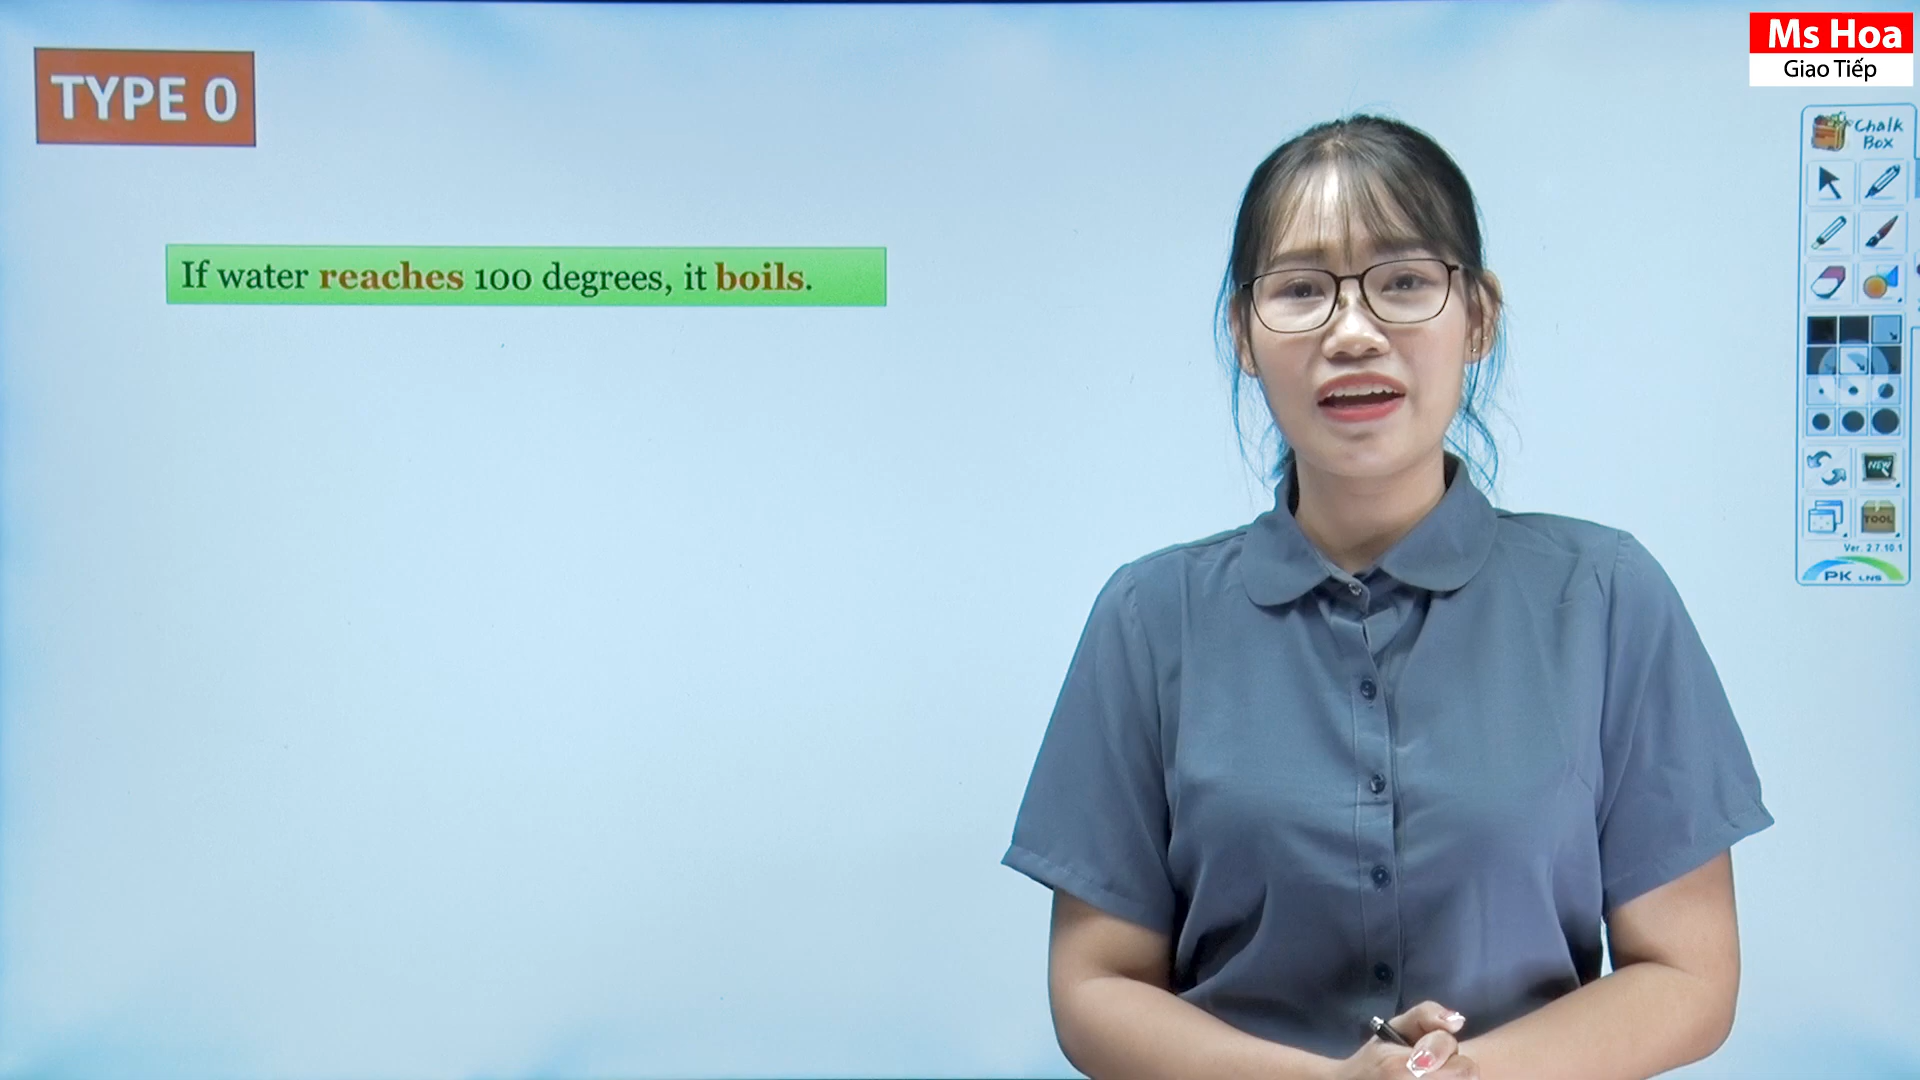 TYPE 0
If water reaches 100 degrees, it boils.
Ms Hoa
Giao Tiếp
Chalk
Box
NEW
TOOL
Ver. 2.7.10.1
PK LNS